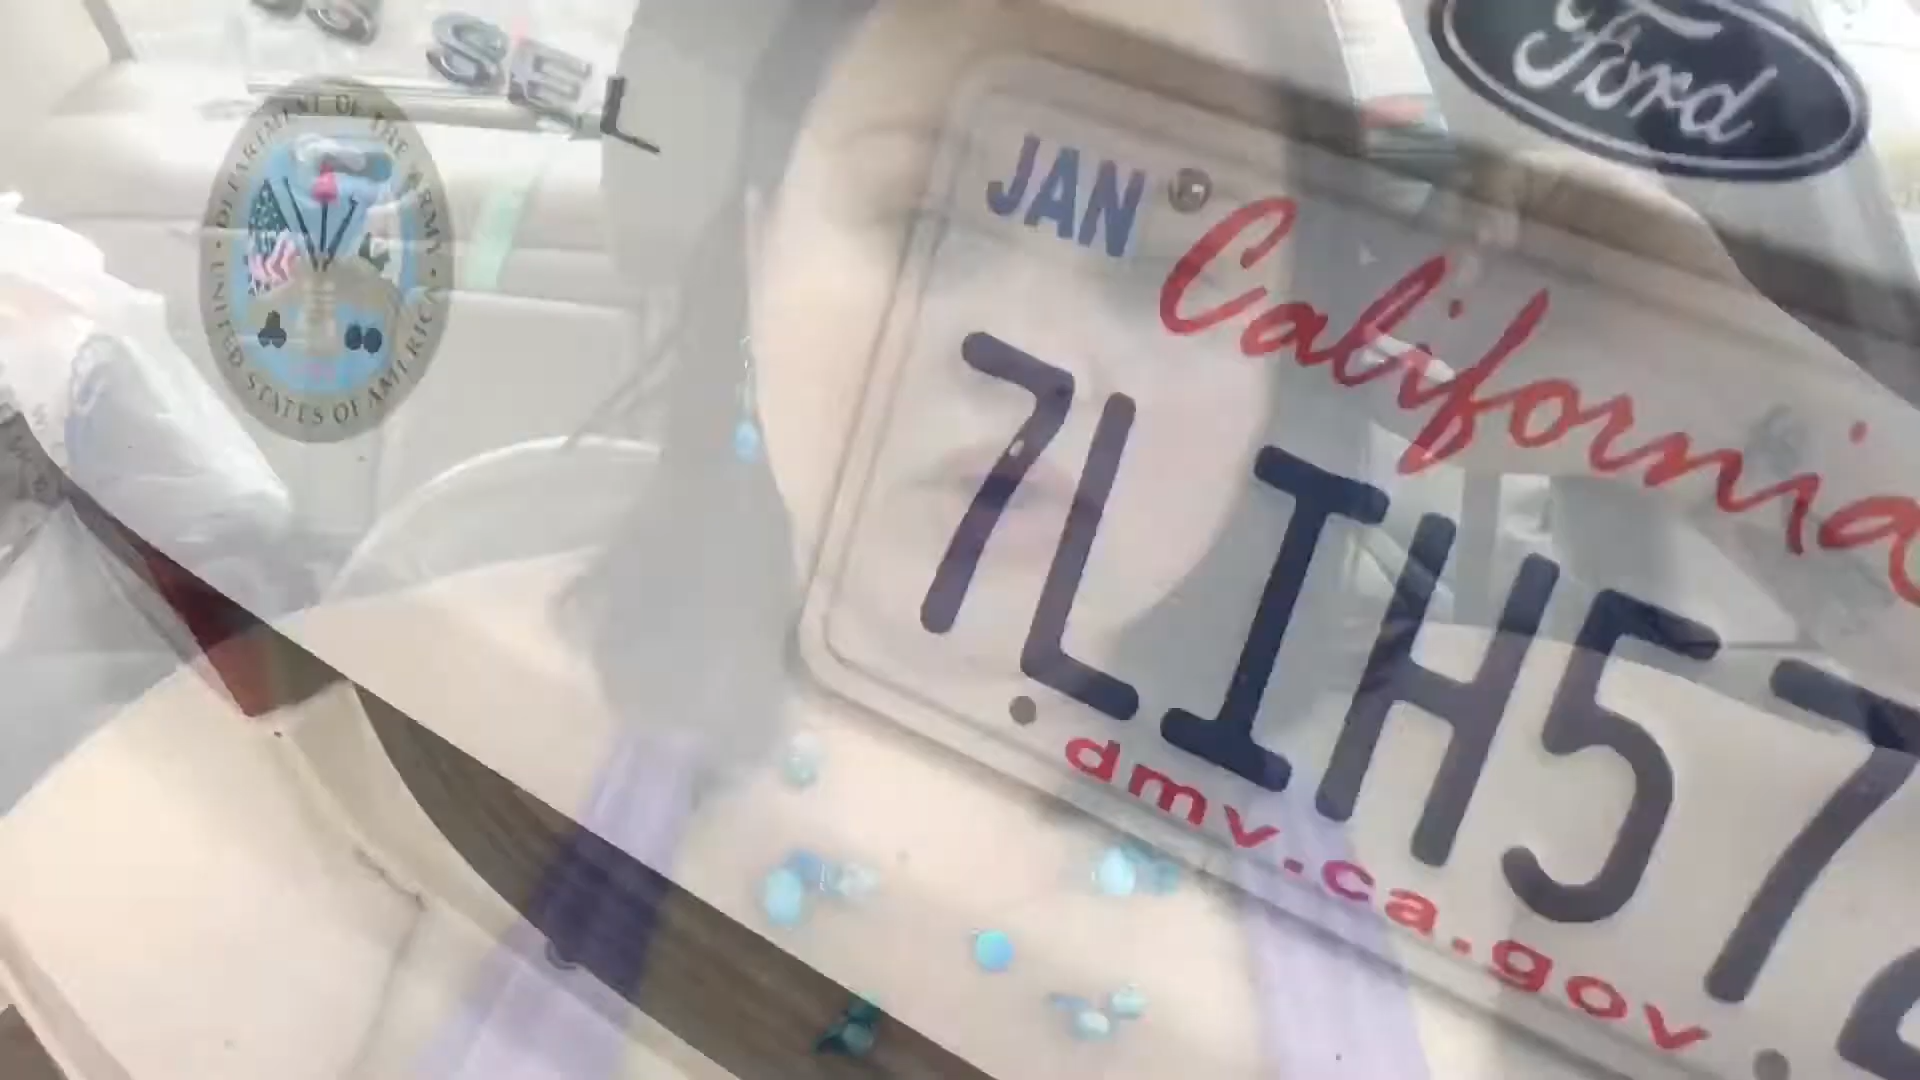 SEL
Ford
DEPARTMENT OF THE ARMY
UNITED STATES OF AMERICA
JAN
California
7LIH57
dmv.ca.gov